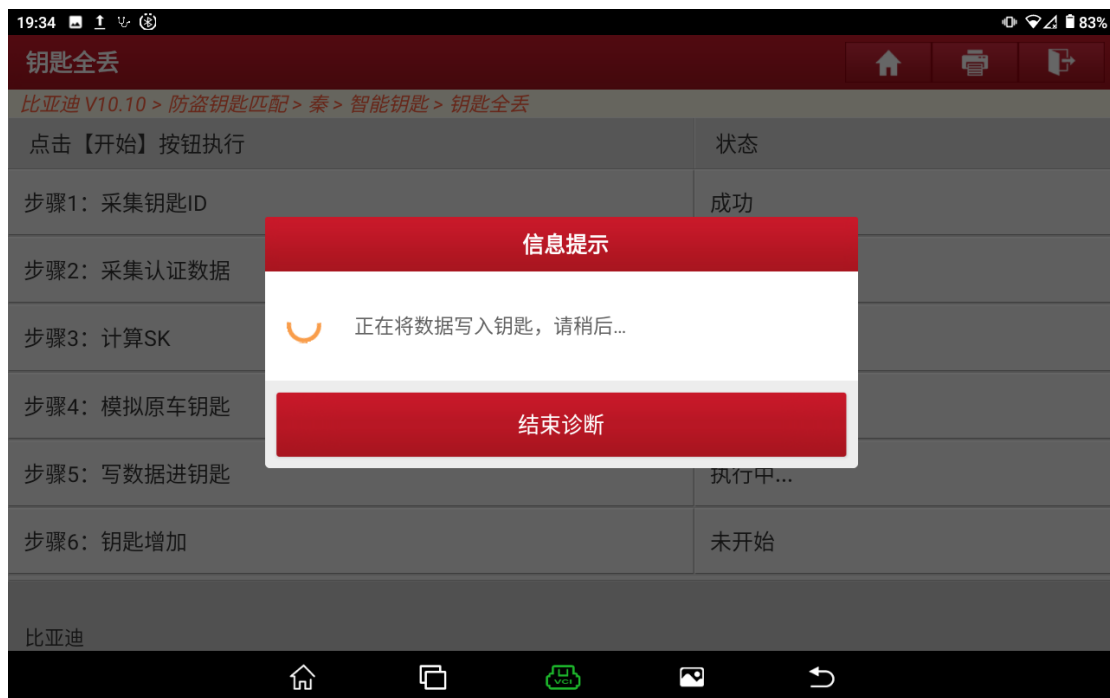 19:34
83%
钥匙全丢
比亚迪 V10.10 > 防盗钥匙匹配 > 秦 > 智能钥匙 > 钥匙全丢
点击【开始】按钮执行 状态
步骤1：采集钥匙ID 成功
信息提示
步骤2：采集认证数据
正在将数据写入钥匙，请稍后...
步骤3：计算SK
步骤4：模拟原车钥匙
结束诊断
步骤5：写数据进钥匙 执行中...
步骤6：钥匙增加 未开始
比亚迪
VCI